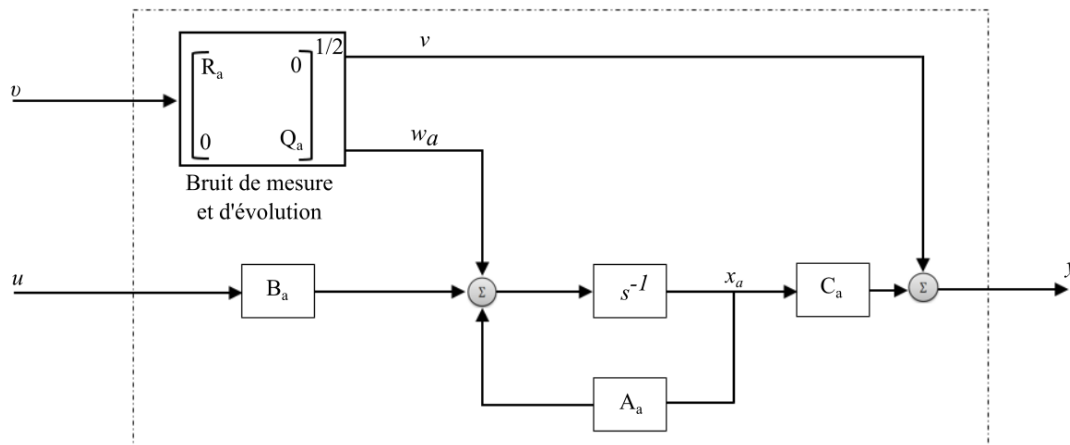 v
1/2
R_a 0
υ
w_a
0 Q_a
Bruit de mesure
et d'évolution
u
B_a
Σ
s^-1
x_a
C_a
Σ
y
A_a